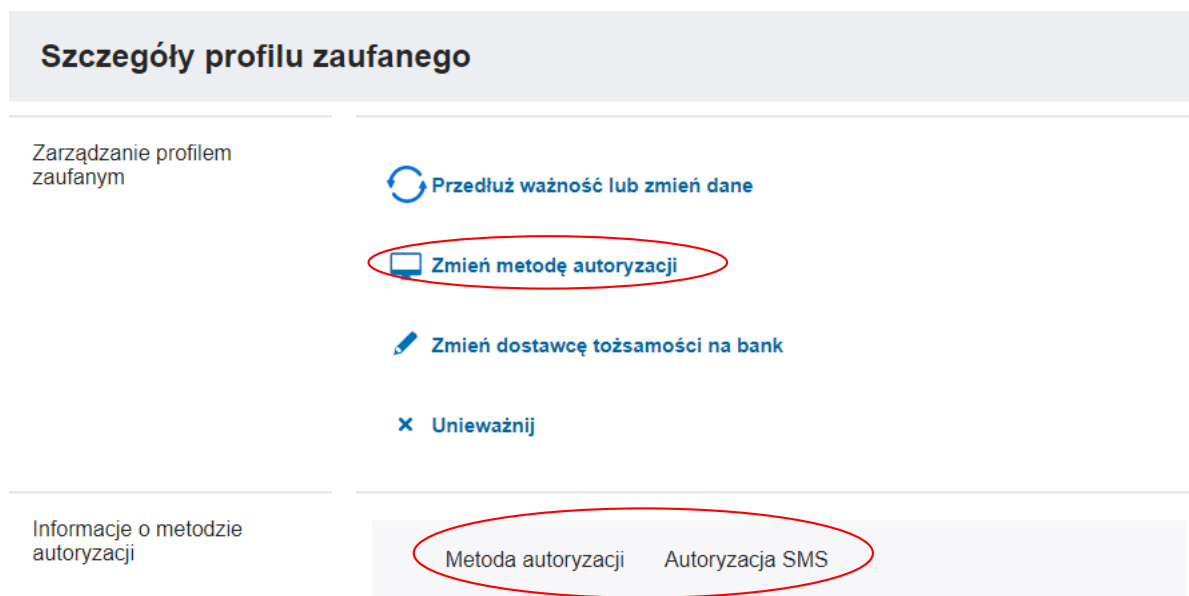 Szczegóły profilu zaufanego
Zarządzanie profilem
zaufanym
Przedłuż ważność lub zmień dane
Zmień metodę autoryzacji
Zmień dostawcę tożsamości na bank
Unieważnij
Informacje o metodzie
autoryzacji
Metoda autoryzacji Autoryzacja SMS